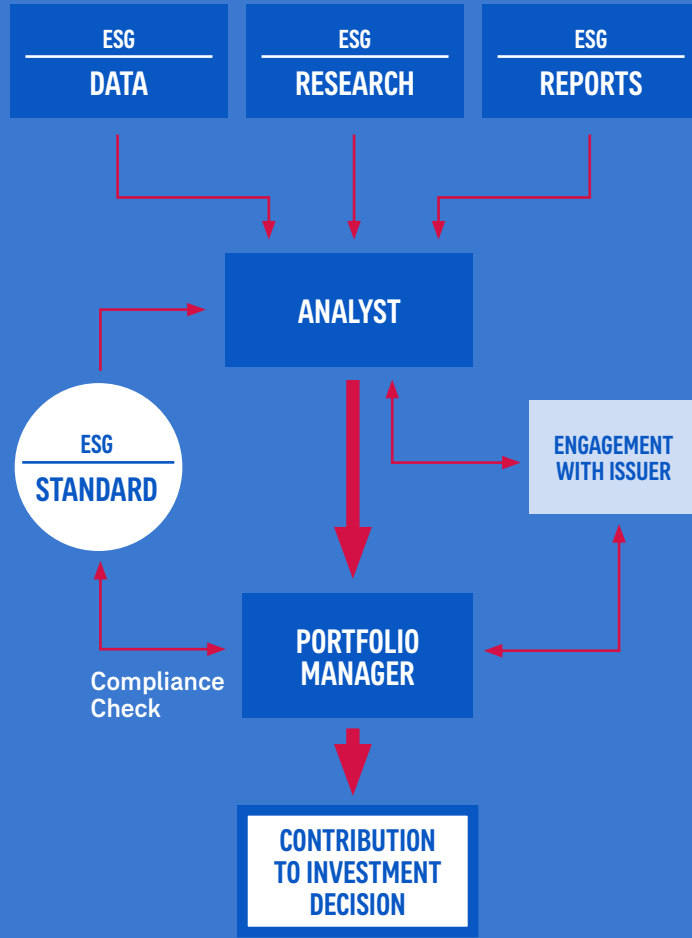 ESG
DATA
ESG
RESEARCH
ESG
REPORTS
ANALYST
ESG
STANDARD
ENGAGEMENT
WITH ISSUER
PORTFOLIO
MANAGER
Compliance
Check
CONTRIBUTION
TO INVESTMENT
DECISION